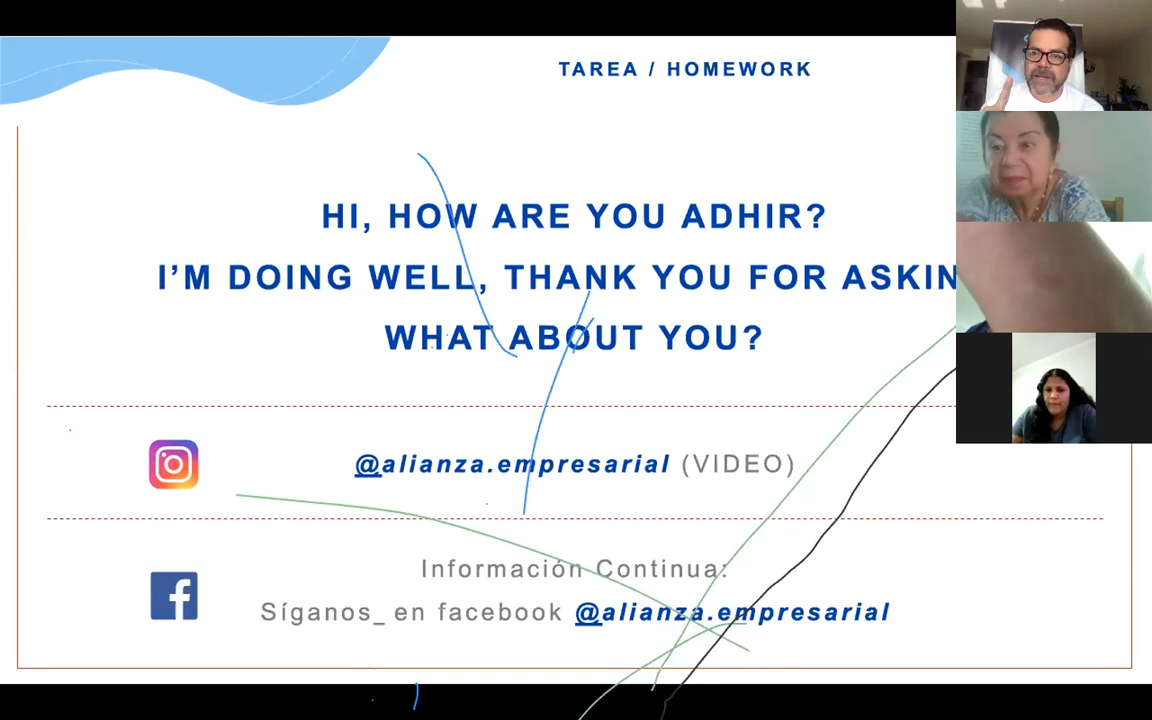 TAREA / HOMEWORK
HI, HOW ARE YOU ADHIR?
I’M DOING WELL, THANK YOU FOR ASKIN
WHAT ABOUT YOU?
@alianza.empresarial (VIDEO)
Información Continua:
Síganos_ en facebook @alianza.empresarial